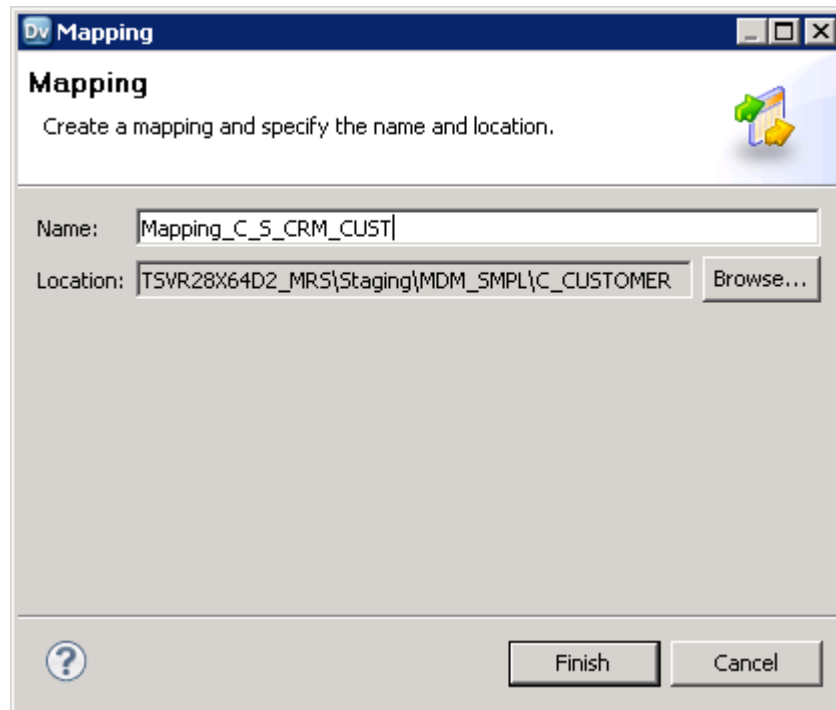 Dv Mapping
Mapping
Create a mapping and specify the name and location.
Name: Mapping_C_S_CRM_CUST
Location: TSVR28X64D2_MRS\Staging\MDM_SMPL\C_CUSTOMER Browse...
? Finish Cancel